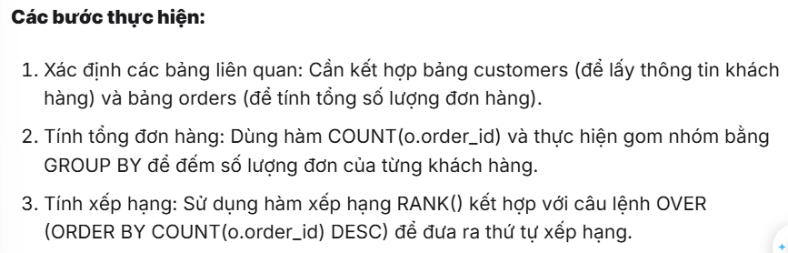 Các bước thực hiện:
1. Xác định các bảng liên quan: Cần kết hợp bảng customers (để lấy thông tin khách
hàng) và bảng orders (để tính tổng số lượng đơn hàng).
2. Tính tổng đơn hàng: Dùng hàm COUNT(o.order_id) và thực hiện gom nhóm bằng
GROUP BY để đếm số lượng đơn của từng khách hàng.
3. Tính xếp hạng: Sử dụng hàm xếp hạng RANK() kết hợp với câu lệnh OVER
(ORDER BY COUNT(o.order_id) DESC) để đưa ra thứ tự xếp hạng.